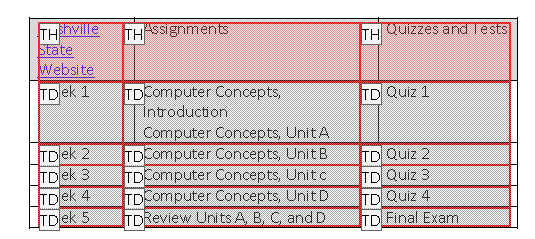 TH shville TH Assignments TH Quizzes and Tests
State
Website
TD ek 1 TD Computer Concepts, TD Quiz 1
Introduction
Computer Concepts, Unit A
TD ek 2 TD Computer Concepts, Unit B TD Quiz 2
TD ek 3 TD Computer Concepts, Unit c TD Quiz 3
TD ek 4 TD Computer Concepts, Unit D TD Quiz 4
TD ek 5 TD Review Units A, B, C, and D TD Final Exam